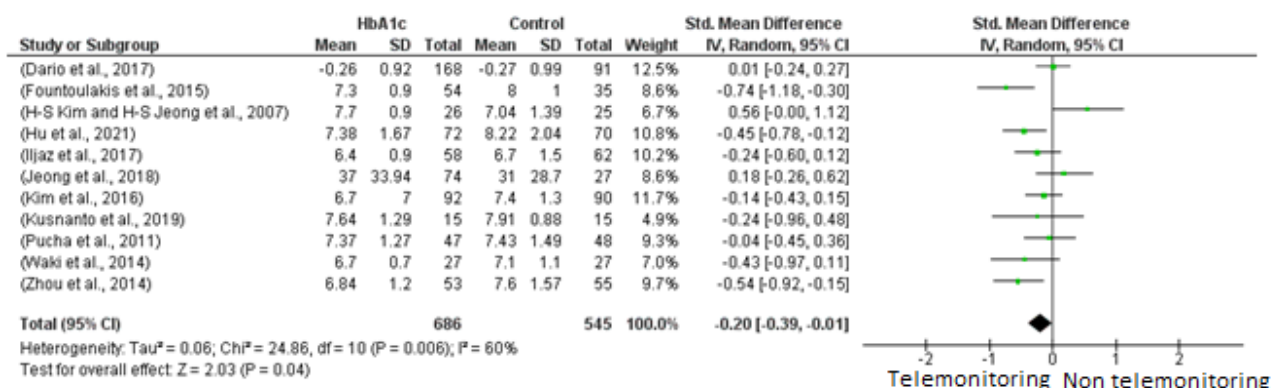 HbA1c Control Std. Mean Difference Std. Mean Difference
Study or Subgroup Mean SD Total Mean SD Total Weight IV, Random, 95% CI IV, Random, 95% CI
(Dario et al., 2017) -0.26 0.92 168 -0.27 0.99 91 12.5% 0.01 [-0.24, 0.27]
(Fountoulakis et al., 2015) 7.3 0.9 54 8 1 35 8.6% -0.74 [-1.18, -0.30]
(H-S Kim and H-S Jeong et al., 2007) 7.7 0.9 26 7.04 1.39 25 5.6% 0.56 [-0.00, 1.12]
(Hu et al., 2021) 7.38 1.67 72 8.22 2.04 70 10.8% -0.45 [-0.78, -0.12]
(Iljaz et al., 2017) 6.4 0.9 58 6.7 1.5 62 10.2% -0.24 [-0.60, 0.12]
(Jeong et al., 2018) 37 33.94 74 31 28.7 27 8.6% 0.18 [-0.26, 0.62]
(Kim et al., 2016) 6.7 7 92 7.4 1.3 90 11.7% -0.14 [-0.43, 0.15]
(Kusnanto et al., 2019) 7.64 1.29 15 7.91 0.88 15 4.9% -0.24 [-0.96, 0.48]
(Pucha et al., 2011) 7.37 1.27 47 7.43 1.49 48 9.3% -0.04 [-0.45, 0.36]
(Waki et al., 2014) 6.7 0.7 27 7.1 1.1 27 7.0% -0.43 [-0.97, 0.11]
(Zhou et al., 2014) 6.84 1.2 53 7.6 1.57 55 9.7% -0.54 [-0.92, -0.15]
Total (95% CI) 686 545 100.0% -0.20 [-0.39, -0.01]
Heterogeneity: Tau² = 0.06; Chi² = 24.86, df = 10 (P = 0.006); I² = 60%
Test for overall effect: Z = 2.03 (P = 0.04)
-2 -1 0 1 2
Telemonitoring Non telemonitoring